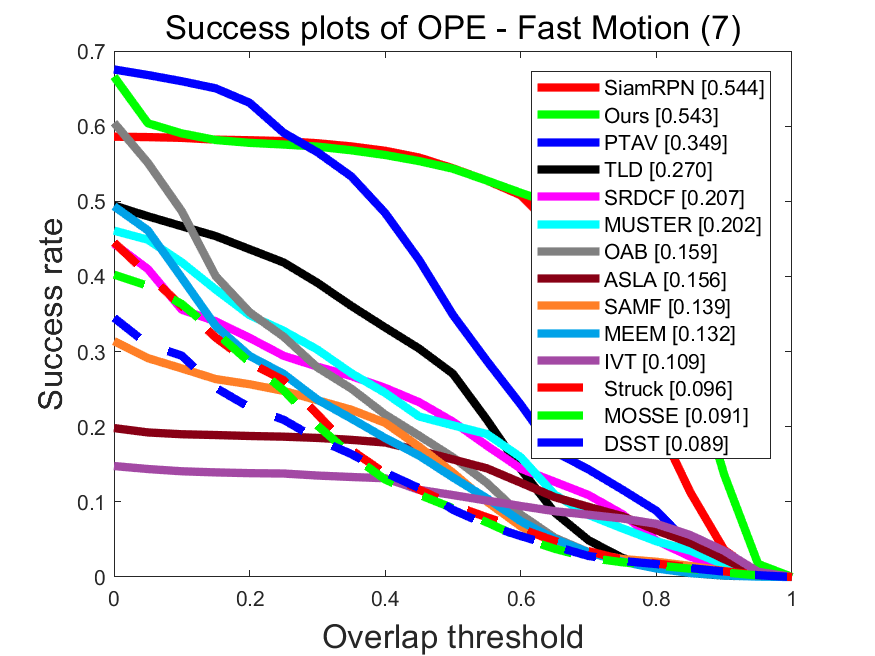 Success plots of OPE - Fast Motion (7)
0.7
0.6
0.5
0.4
0.3
0.2
0.1
0
Success rate
SiamRPN [0.544]
Ours [0.543]
PTAV [0.349]
TLD [0.270]
SRDCF [0.207]
MUSTER [0.202]
OAB [0.159]
ASLA [0.156]
SAMF [0.139]
MEEM [0.132]
IVT [0.109]
Struck [0.096]
MOSSE [0.091]
DSST [0.089]
0 0.2 0.4 0.6 0.8 1
Overlap threshold